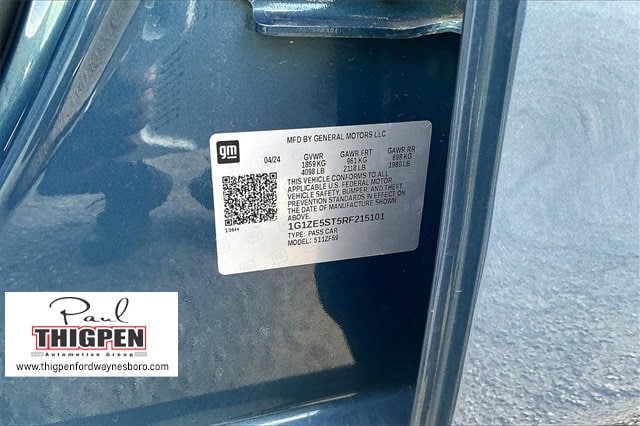 MFD BY GENERAL MOTORS LLC
gm
04/24 GVWR GAWR FRT GAWR RR
1859 KG 961 KG 898 KG
4098 LB 2118 LB 1980 LB
THIS VEHICLE CONFORMS TO ALL
APPLICABLE U.S. FEDERAL MOTOR
VEHICLE SAFETY, BUMPER, AND THEFT
PREVENTION STANDARDS IN EFFECT ON
THE DATE OF MANUFACTURE SHOWN
ABOVE.
136H
1G1ZE5ST5RF215101
TYPE: PASS CAR
MODEL: 511ZF69
Paul
THIGPEN
Automotive Group
www.thigpenfordwaynesboro.com